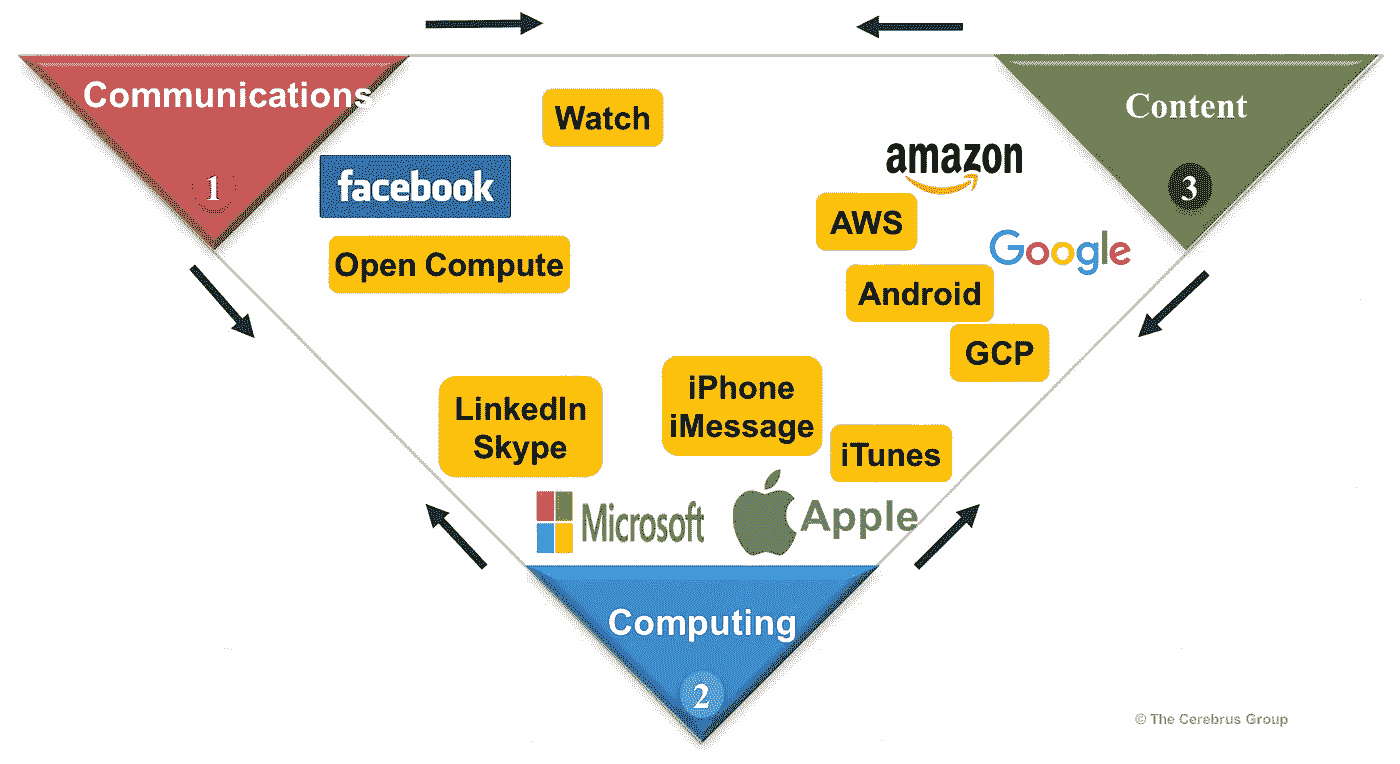 Communications
1
Content
3
Watch
facebook
Open Compute
amazon
AWS
Google
Android
GCP
LinkedIn
Skype
iPhone
iMessage
iTunes
Microsoft
Apple
Computing
2
© The Cerebrus Group